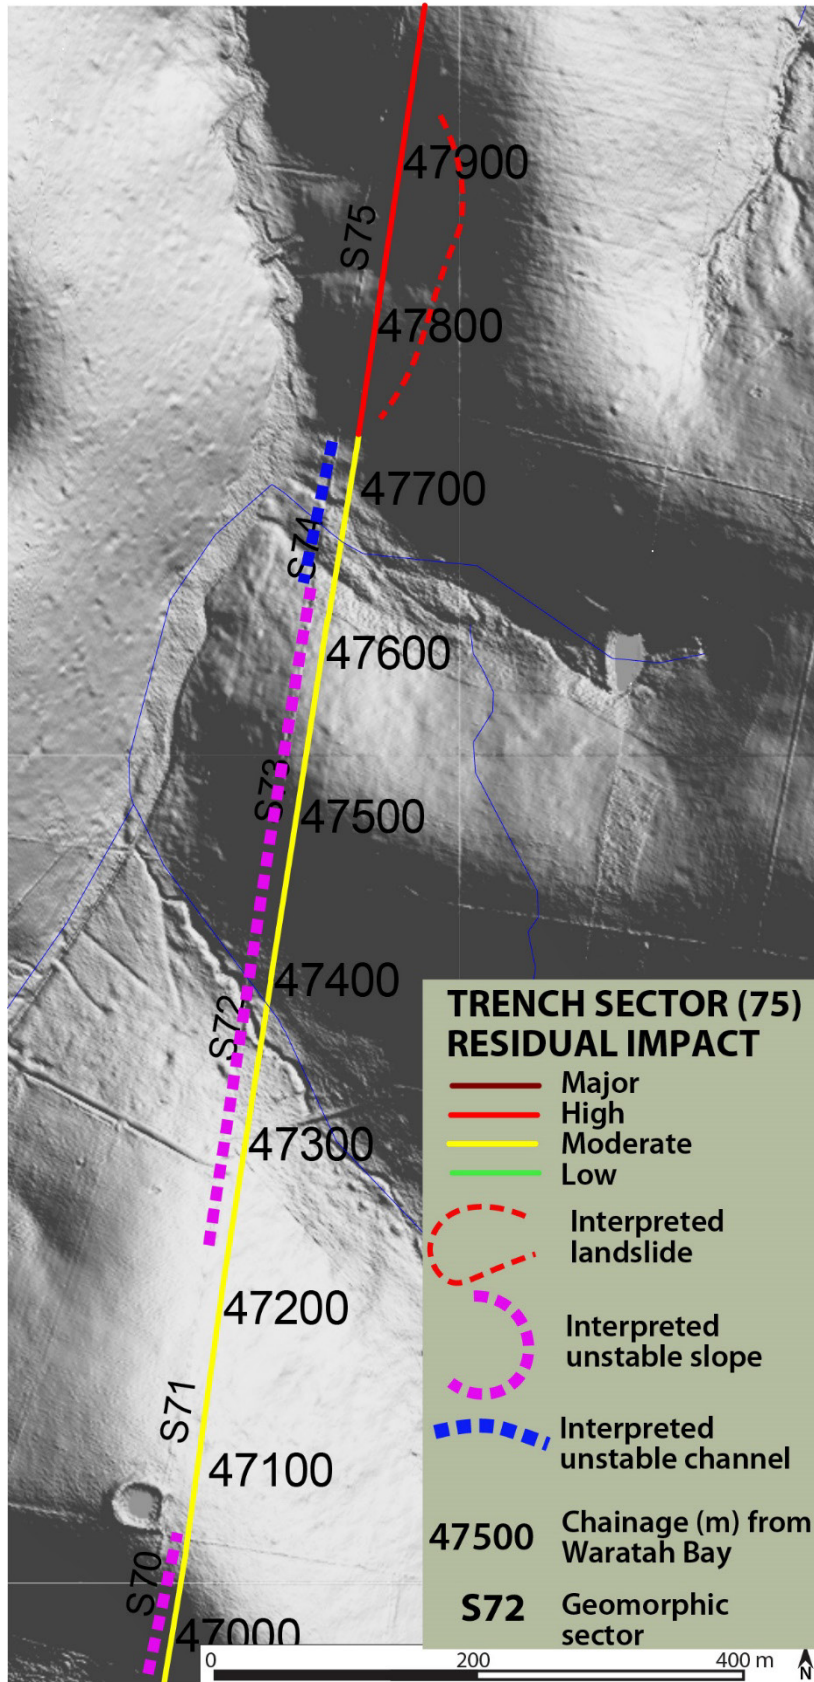 47900
S75
47800
47700
S74
47600
S73
47500
47400
S72
47300
47200
S71
47100
S70
47000
TRENCH SECTOR (75)
RESIDUAL IMPACT
Major
High
Moderate
Low
Interpreted
landslide
Interpreted
unstable slope
Interpreted
unstable channel
47500 Chainage (m) from
Waratah Bay
S72 Geomorphic
sector
0 200 400 m
N